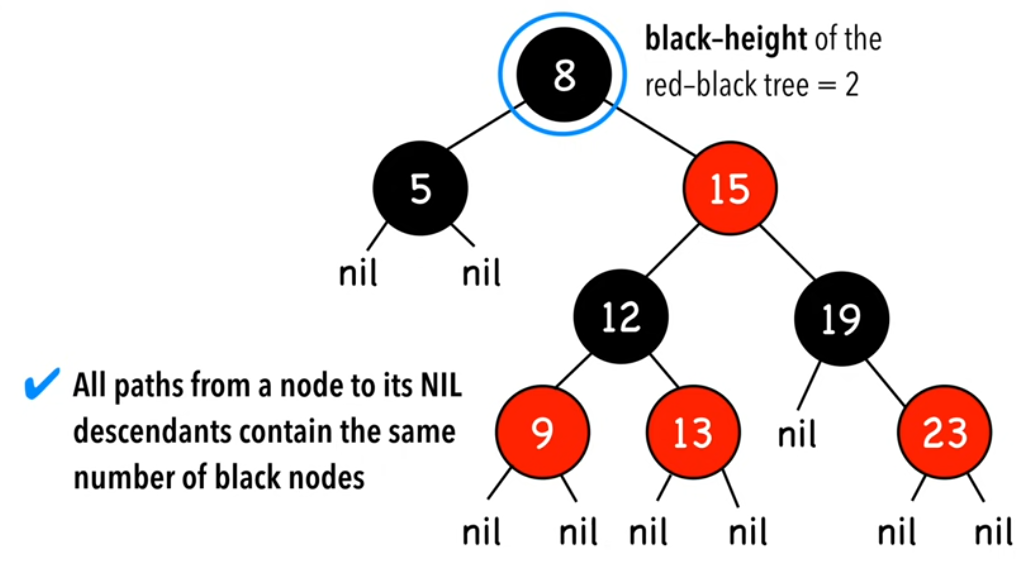 8
black–height of the
red–black tree = 2
5
15
nil
nil
12
19
✔ All paths from a node to its NIL
descendants contain the same
number of black nodes
9
13
nil
23
nil
nil
nil
nil
nil
nil